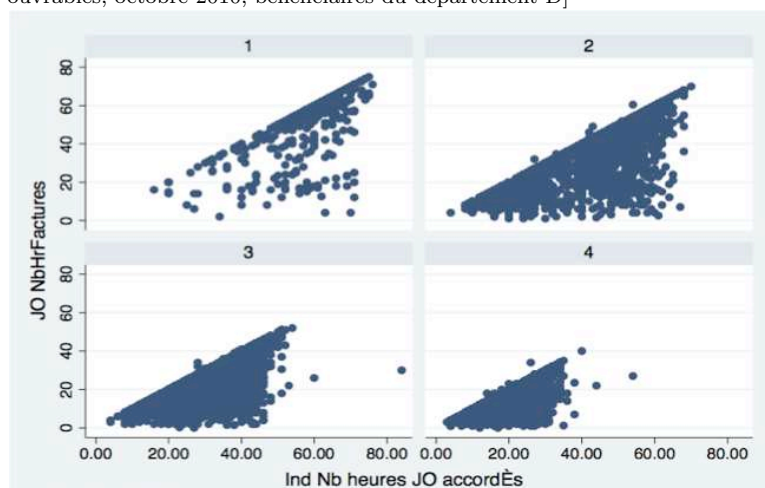 ouvrables, octobre 2010, bénéficiaires du département B]
1
2
80
60
40
20
0
JO NbHrFactures
3
4
80
60
40
20
0
0.00 20.00 40.00 60.00 80.00
0.00 20.00 40.00 60.00 80.00
Ind Nb heures JO accordÈs